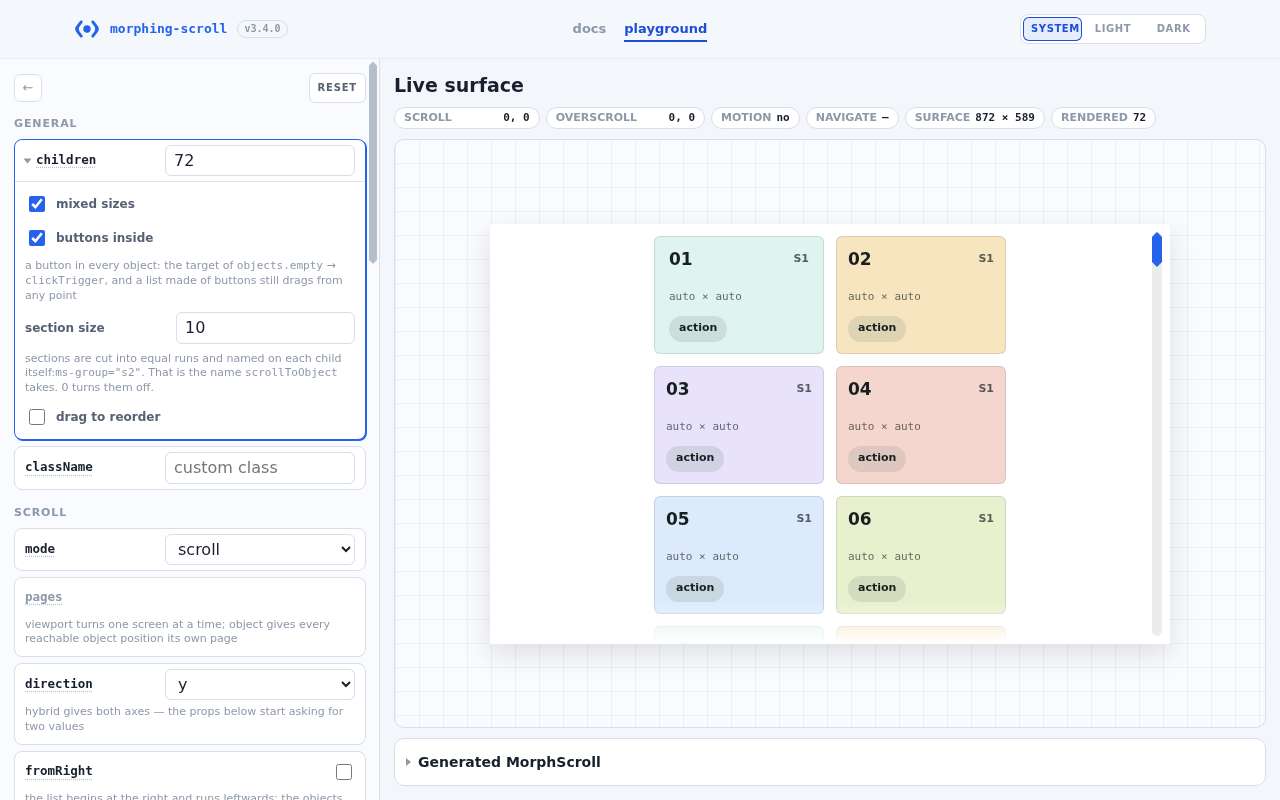 morphing-scroll v3.4.0
docs playground
SYSTEM LIGHT DARK
← RESET
GENERAL
children 72
mixed sizes
buttons inside
a button in every object: the target of objects.empty →
clickTrigger, and a list made of buttons still drags from
any point
section size 10
sections are cut into equal runs and named on each child
itself:ms-group="s2". That is the name scrollToObject
takes. 0 turns them off.
drag to reorder
className custom class
SCROLL
mode scroll
pages
viewport turns one screen at a time; object gives every
reachable object position its own page
direction y
hybrid gives both axes — the props below start asking for
two values
fromRight
the list begins at the right and runs leftwards: the objects
Live surface
SCROLL 0, 0 OVERSCROLL 0, 0 MOTION no NAVIGATE — SURFACE 872 × 589 RENDERED 72
01 S1 02 S1
auto × auto auto × auto
action action
03 S1 04 S1
auto × auto auto × auto
action action
05 S1 06 S1
auto × auto auto × auto
action action
Generated MorphScroll